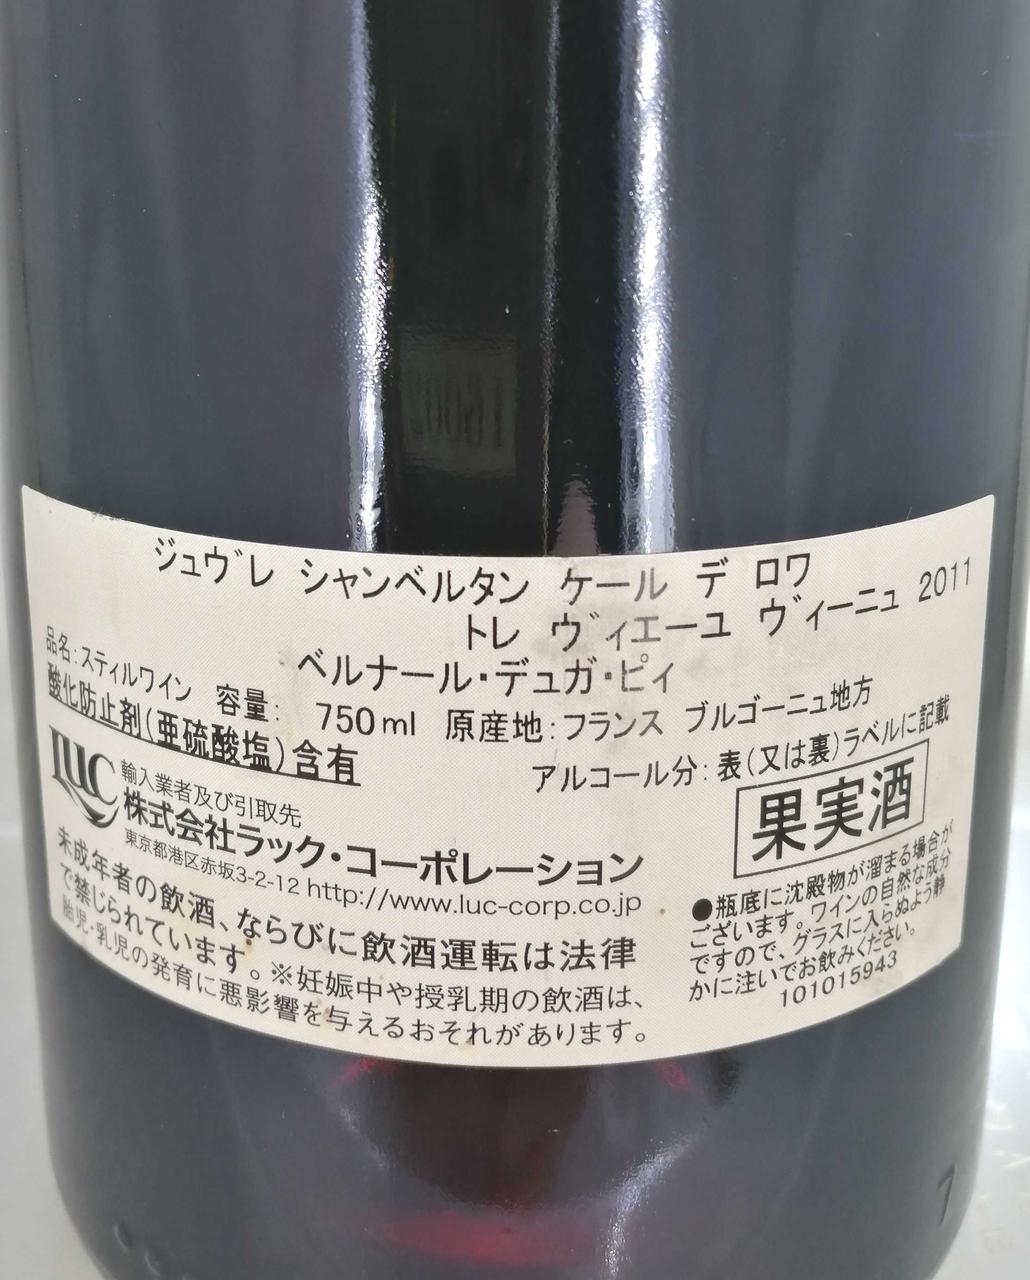 ジュヴレ シャンベルタン ケール デ ロワ
トレ ヴィエーユ ヴィーニュ 2011
ベルナール・デュガ・ピィ
品名:スティルワイン 容量: 750ml 原産地:フランス ブルゴーニュ地方
酸化防止剤(亜硫酸塩)含有
アルコール分:表(又は裏)ラベルに記載
LUC
輸入業者及び引取先
株式会社ラック・コーポレーション
東京都港区赤坂3-2-12 http://www.luc-corp.co.jp
果実酒
未成年者の飲酒、ならびに飲酒運転は法律
で禁じられています。※妊娠中や授乳期の飲酒は、
胎児・乳児の発育に悪影響を与えるおそれがあります。
●瓶底に沈殿物が溜まる場合が
ございます。ワインの自然な成分
ですので、グラスに入らぬよう静
かに注いでお飲みください。
101015943
7